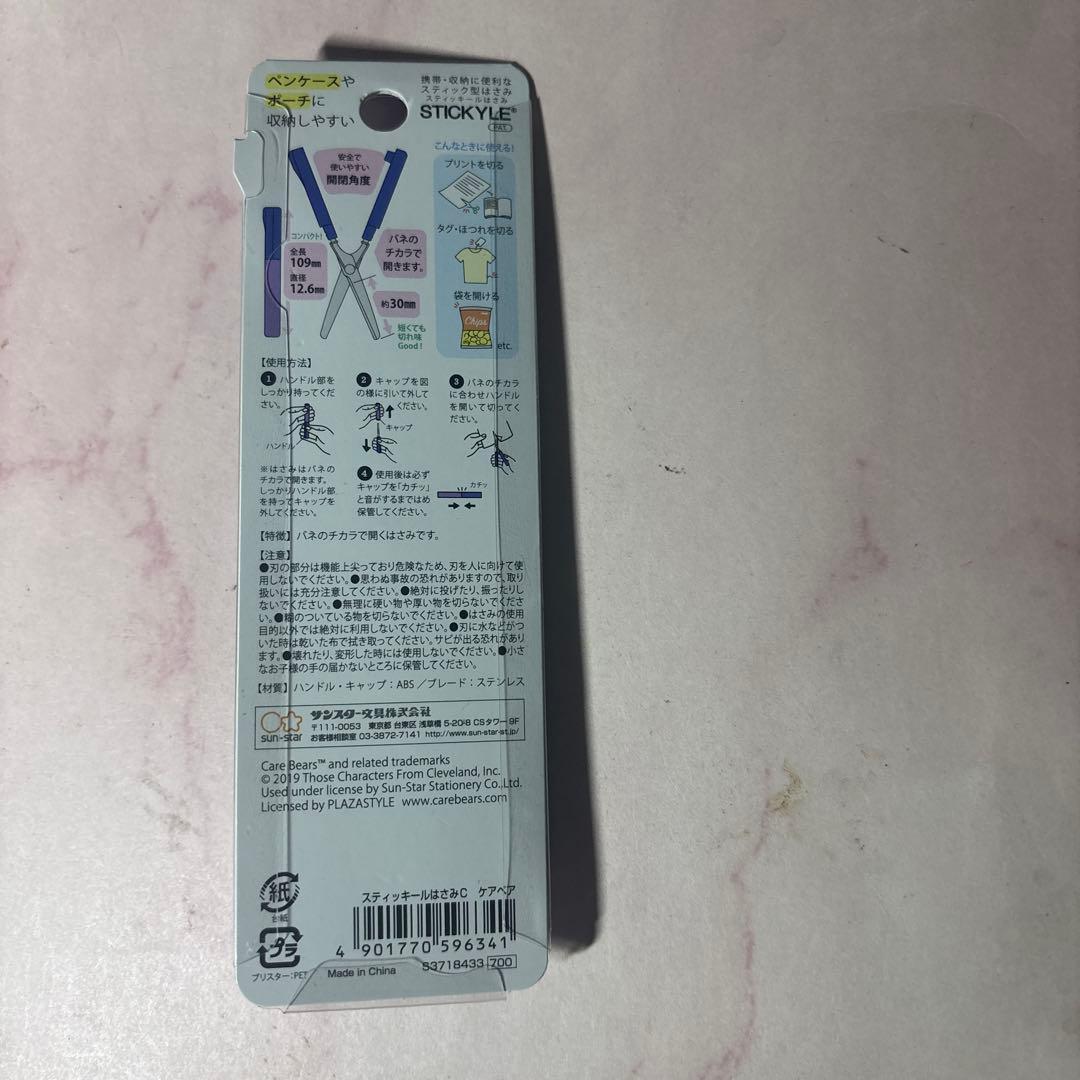 ペンケースや
ポーチに
収納しやすい
携帯・収納に便利な
スティック型はさみ
スティッキールはさみ
STICKYLE®
PAT.
安全で
使いやすい
開閉角度
コンパクト!
全長
109mm
直径
12.6mm
バネの
チカラで
開きます。
約30mm
短くても
切れ味
Good!
こんなときに使える!
プリントを切る
タグ・ほつれを切る
袋を開ける
Chips
etc.
【使用方法】
1 ハンドル部を
しっかり持ってくだ
さい。
ハンドル
※はさみはバネの
チカラで開きます。
しっかりハンドル部
を持ってキャップを
外してください。
2 キャップを図
の様に引いて外して
ください。
キャップ
3 バネのチカラ
に合わせハンドル
を開いて切ってく
ださい。
4 使用後は必ず
キャップを「カチッ」
と音がするまではめ
保管してください。
カチッ
【特徴】バネのチカラで開くはさみです。
【注意】
●刃の部分は機能上尖っており危険なため、刃を人に向けて使
用しないでください。●思わぬ事故の恐れがありますので、取り
扱いには充分注意してください。●絶対に投げたり、振ったりし
ないでください。●無理に硬い物や厚い物を切らないでくださ
い。●糊のついている物を切らないでください。●はさみの使用
目的以外では絶対に利用しないでください。●刃に水などがつ
いた時は乾いた布で拭き取ってください。サビが出る恐れがあり
ます。●壊れたり、変形した時には使用しないでください。●小さ
なお子様の手の届かないところに保管してください。
【材質】ハンドル・キャップ：ABS／ブレード：ステンレス
sun-star
サンスター文具株式会社
〒111-0053 東京都 台東区 浅草橋 5-20-8 CSタワー 9F
お客様相談室 03-3872-7141 http://www.sun-star-st.jp/
Care Bears™ and related trademarks
© 2019 Those Characters From Cleveland, Inc.
Used under license by Sun-Star Stationery Co.,Ltd.
Licensed by PLAZASTYLE www.carebears.com
紙
台紙
プラ
ブリスター：PET
スティッキールはさみC ケアベア
4 901770 596341
Made in China
S3718433 700